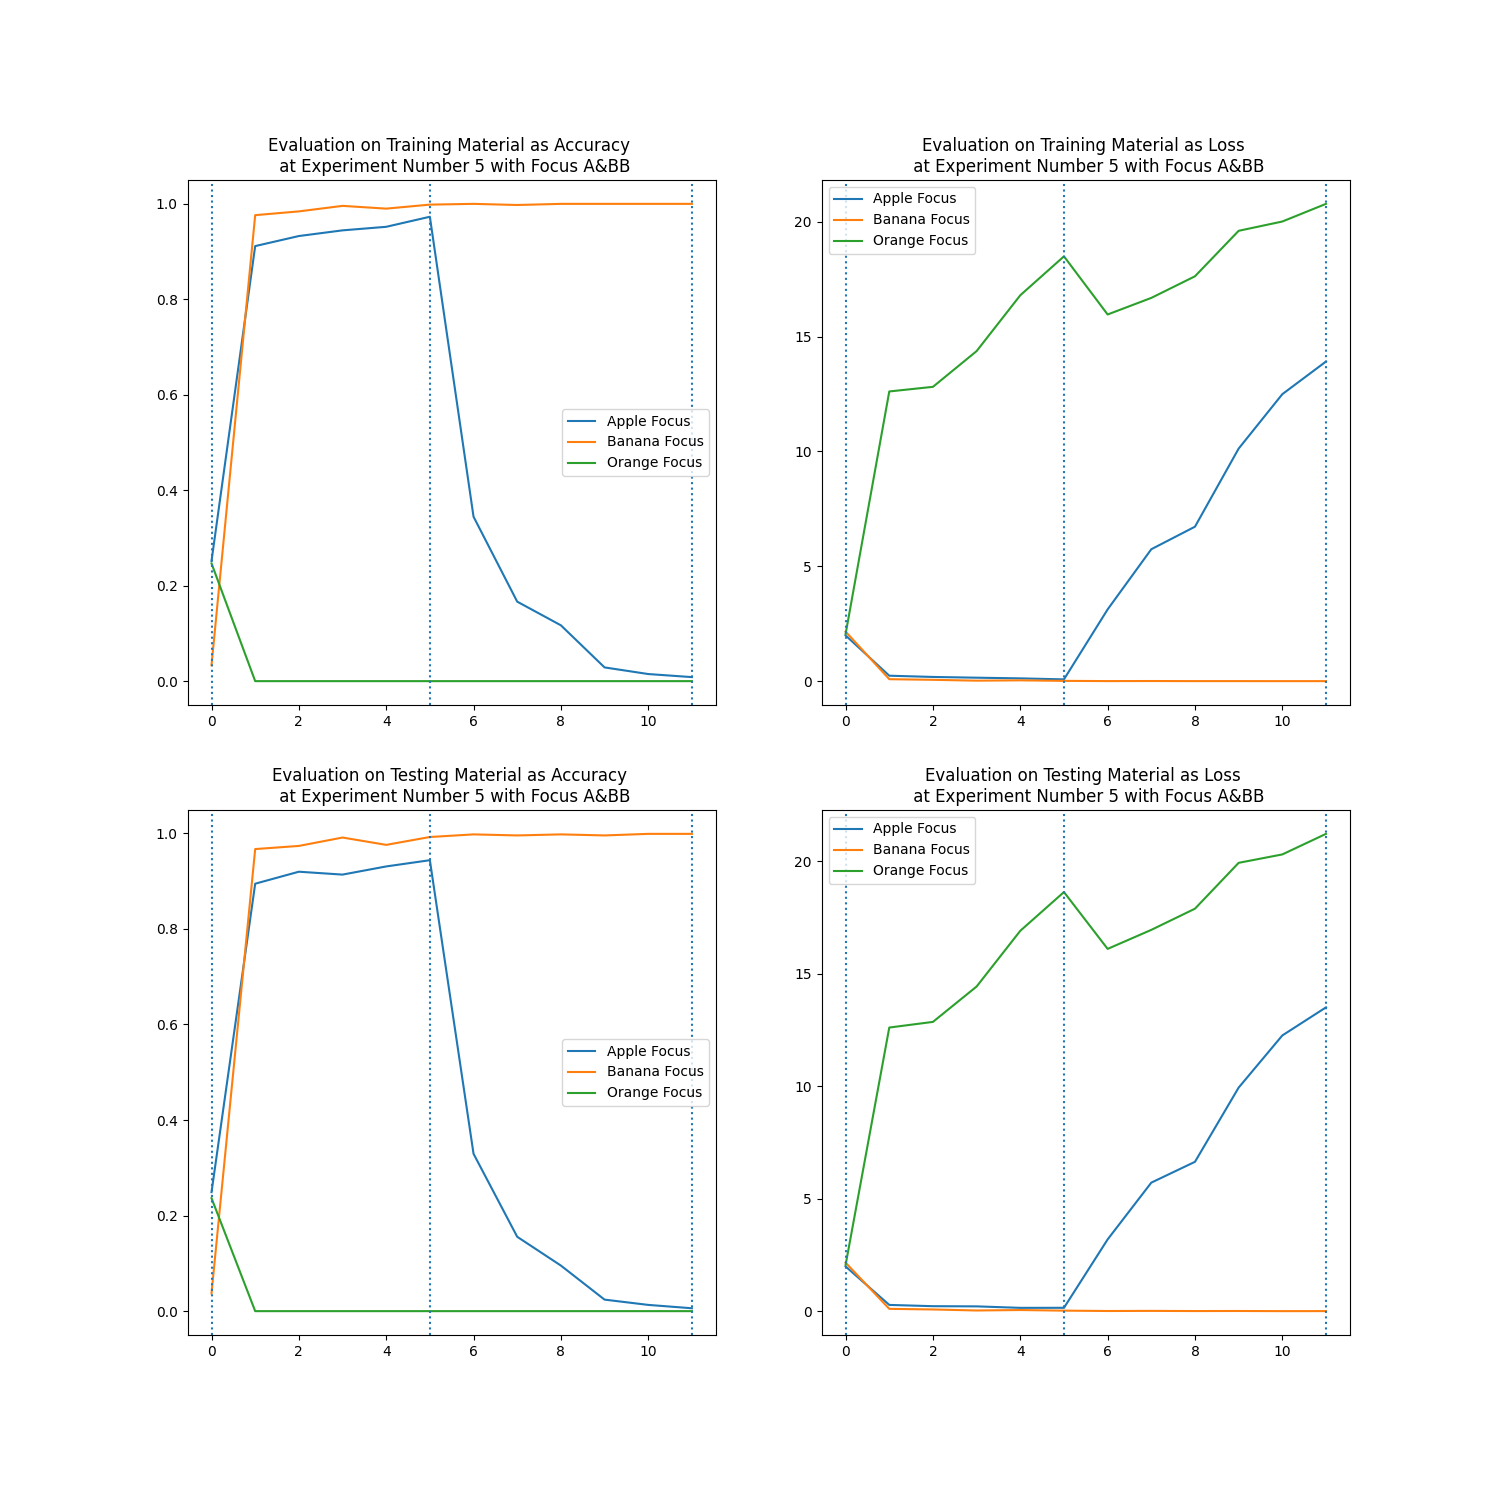 Evaluation on Training Material as Accuracy
at Experiment Number 5 with Focus A&BB
1.0
0.8
0.6
0.4
0.2
0.0
Apple Focus
Banana Focus
Orange Focus
0 2 4 6 8 10
Evaluation on Training Material as Loss
at Experiment Number 5 with Focus A&BB
Apple Focus
Banana Focus
Orange Focus
20
15
10
5
0
0 2 4 6 8 10
Evaluation on Testing Material as Accuracy
at Experiment Number 5 with Focus A&BB
1.0
0.8
0.6
0.4
0.2
0.0
Apple Focus
Banana Focus
Orange Focus
0 2 4 6 8 10
Evaluation on Testing Material as Loss
at Experiment Number 5 with Focus A&BB
Apple Focus
Banana Focus
Orange Focus
20
15
10
5
0
0 2 4 6 8 10